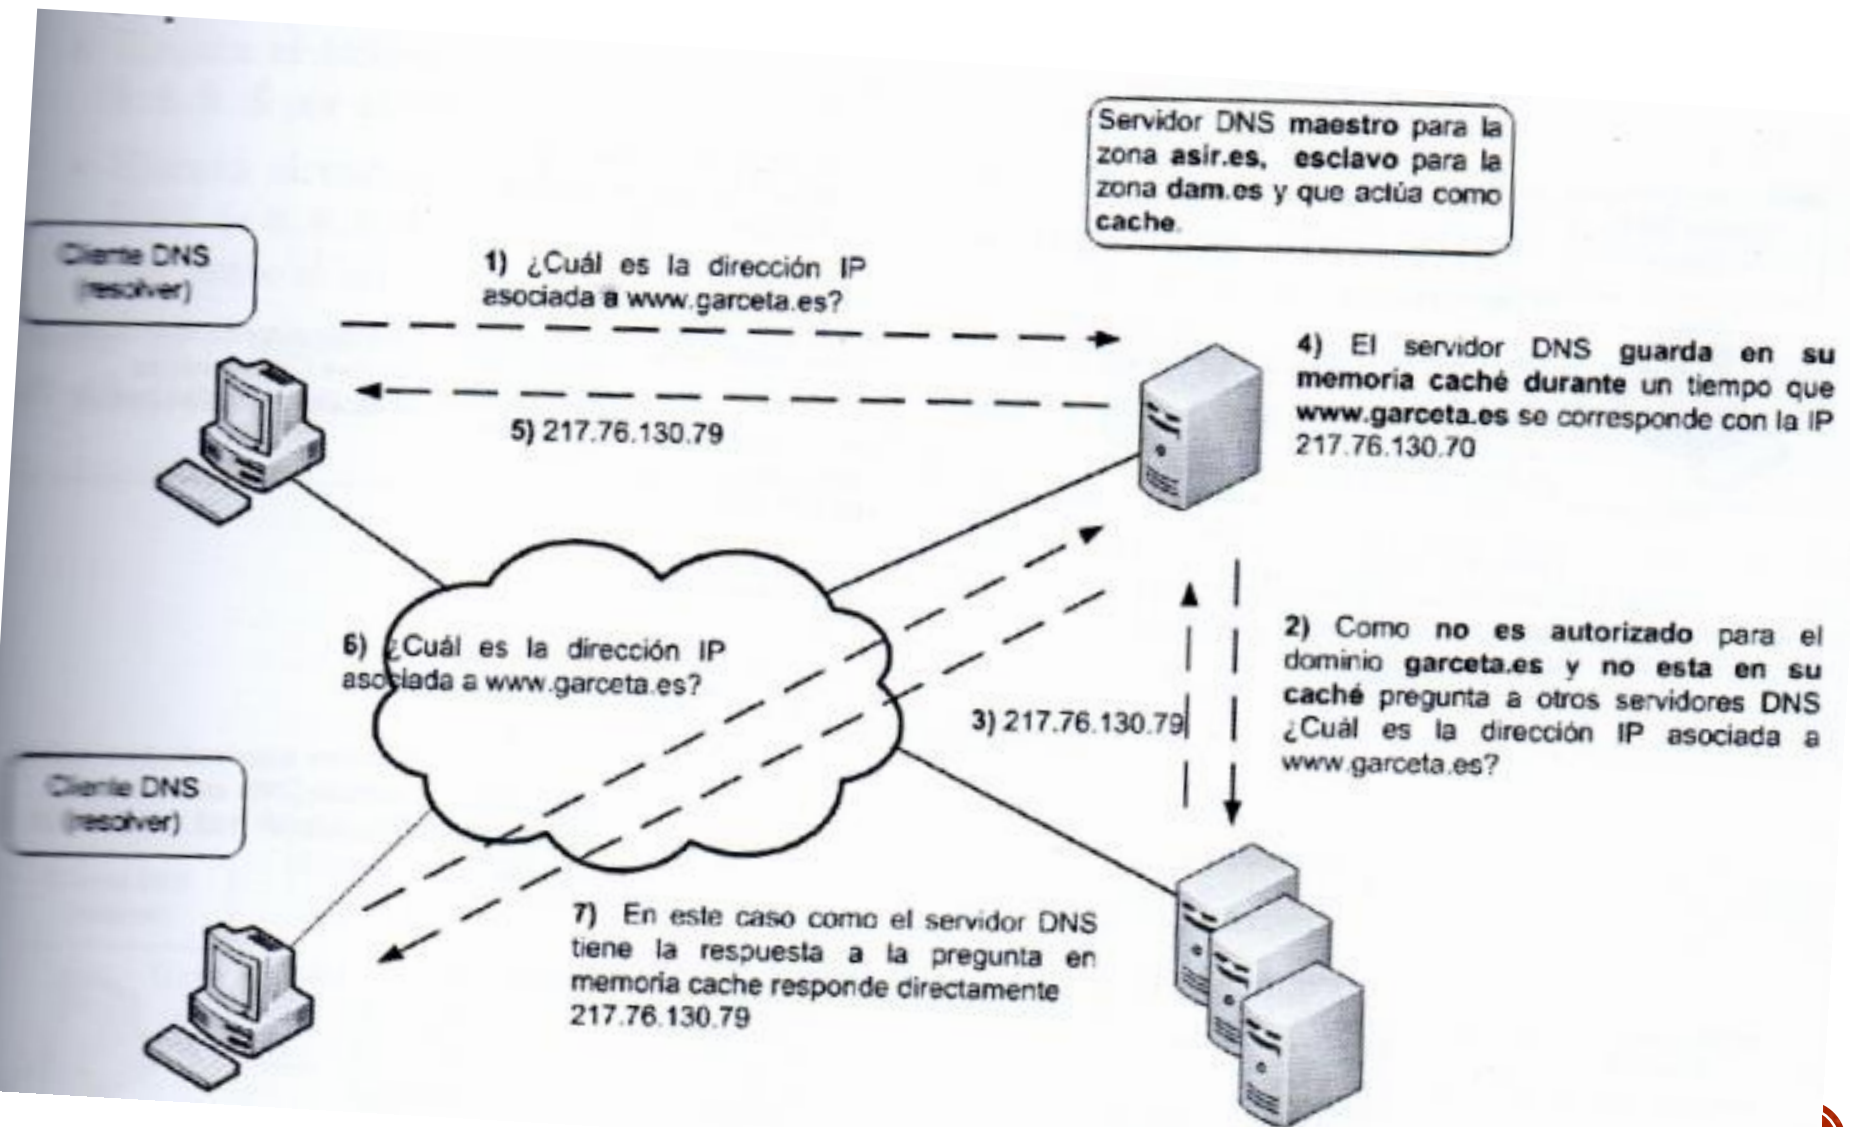 Servidor DNS maestro para la
zona asir.es, esclavo para la
zona dam.es y que actúa como
cache.
Cliente DNS
(resolver)
1) ¿Cuál es la dirección IP
asociada a www.garceta.es?
4) El servidor DNS guarda en su
memoria caché durante un tiempo que
www.garceta.es se corresponde con la IP
217.76.130.70
5) 217.76.130.79
6) ¿Cuál es la dirección IP
asociada a www.garceta.es?
2) Como no es autorizado para el
dominio garceta.es y no esta en su
caché pregunta a otros servidores DNS
¿Cuál es la dirección IP asociada a
www.garceta.es?
3) 217.76.130.79
Cliente DNS
(resolver)
7) En este caso como el servidor DNS
tiene la respuesta a la pregunta en
memoria cache responde directamente
217.76.130.79